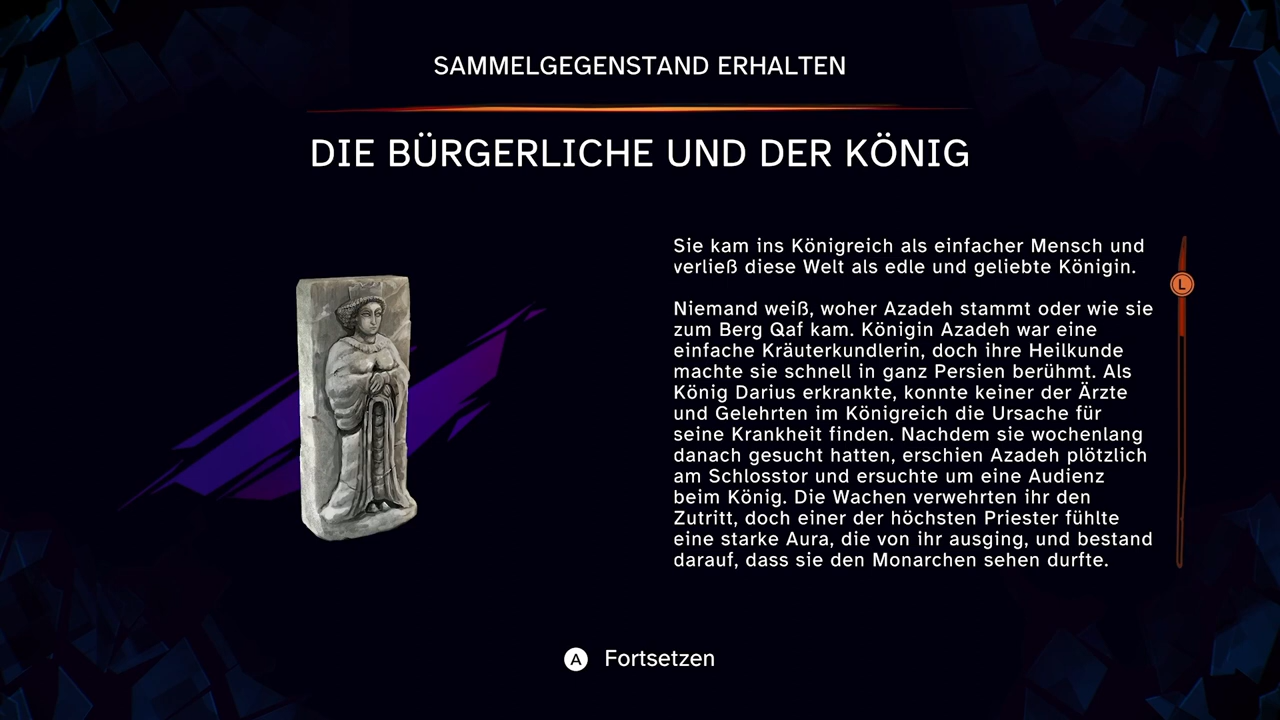 SAMMELGEGENSTAND ERHALTEN
DIE BÜRGERLICHE UND DER KÖNIG
Sie kam ins Königreich als einfacher Mensch und
verließ diese Welt als edle und geliebte Königin.
Niemand weiß, woher Azadeh stammt oder wie sie
zum Berg Qaf kam. Königin Azadeh war eine
einfache Kräuterkundlerin, doch ihre Heilkunde
machte sie schnell in ganz Persien berühmt. Als
König Darius erkrankte, konnte keiner der Ärzte
und Gelehrten im Königreich die Ursache für
seine Krankheit finden. Nachdem sie wochenlang
danach gesucht hatten, erschien Azadeh plötzlich
am Schlosstor und ersuchte um eine Audienz
beim König. Die Wachen verwehrten ihr den
Zutritt, doch einer der höchsten Priester fühlte
eine starke Aura, die von ihr ausging, und bestand
darauf, dass sie den Monarchen sehen durfte.
L
A Fortsetzen